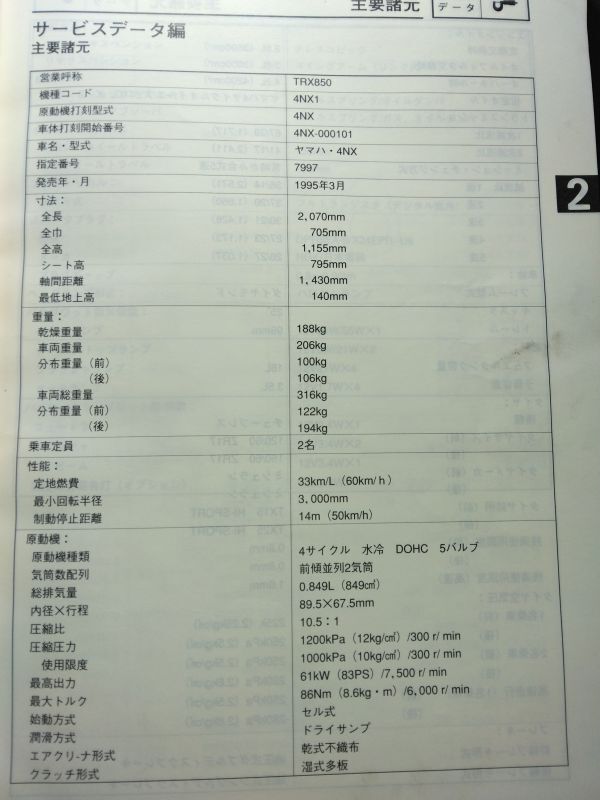 主要諸元
データ
サービスデータ編
主要諸元
営業呼称 TRX850
機種コード 4NX1
原動機打刻型式 4NX
車体打刻開始番号 4NX-000101
車名・型式 ヤマハ・4NX
指定番号 7997
発売年・月 1995年3月
寸法：
全長 2,070mm
全巾 705mm
全高 1,155mm
シート高 795mm
軸間距離 1,430mm
最低地上高 140mm
重量：
乾燥重量 188kg
車両重量 206kg
分布重量（前） 100kg
（後） 106kg
車両総重量 316kg
分布重量（前） 122kg
（後） 194kg
乗車定員 2名
性能：
定地燃費 33km/L（60km/h）
最小回転半径 3,000mm
制動停止距離 14m（50km/h）
原動機：
原動機種類 4サイクル 水冷 DOHC 5バルブ
気筒数配列 前傾並列2気筒
総排気量 0.849L（849㎤）
内径×行程 89.5×67.5mm
圧縮比 10.5：1
圧縮圧力 1200kPa（12kg/㎠）/300 r/min
使用限度 1000kPa（10kg/㎠）/300 r/min
最高出力 61kW（83PS）/7,500 r/min
最大トルク 86Nm（8.6kg・m）/6,000 r/min
始動方式 セル式
潤滑方式 ドライサンプ
エアクリーナ形式 乾式不織布
クラッチ形式 湿式多板
2